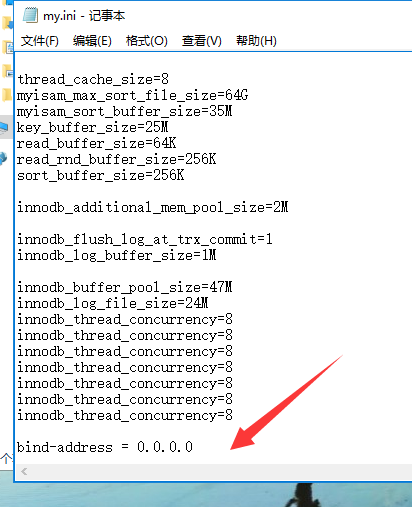 my.ini - 记事本
文件(F) 编辑(E) 格式(O) 查看(V) 帮助(H)
thread_cache_size=8
myisam_max_sort_file_size=64G
myisam_sort_buffer_size=35M
key_buffer_size=25M
read_buffer_size=64K
read_rnd_buffer_size=256K
sort_buffer_size=256K
innodb_additional_mem_pool_size=2M
innodb_flush_log_at_trx_commit=1
innodb_log_buffer_size=1M
innodb_buffer_pool_size=47M
innodb_log_file_size=24M
innodb_thread_concurrency=8
innodb_thread_concurrency=8
innodb_thread_concurrency=8
innodb_thread_concurrency=8
innodb_thread_concurrency=8
innodb_thread_concurrency=8
innodb_thread_concurrency=8
bind-address = 0.0.0.0
个